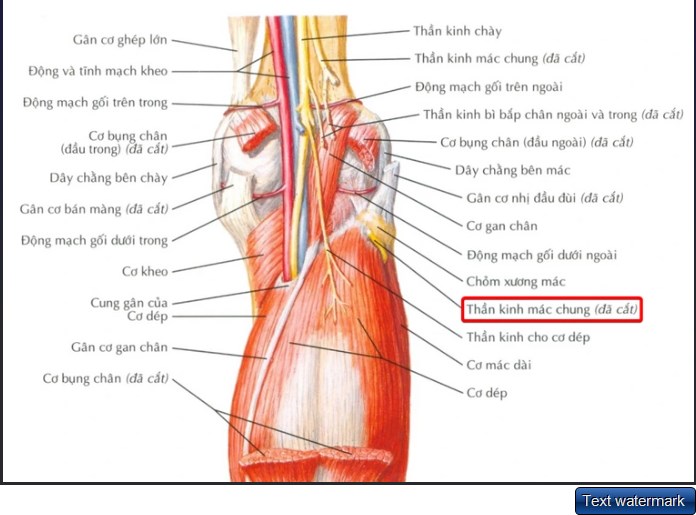 Gân cơ ghép lớn
Động và tĩnh mạch kheo
Động mạch gối trên trong
Cơ bụng chân
(đầu trong) (đã cắt)
Dây chằng bên chày
Gân cơ bán màng (đã cắt)
Động mạch gối dưới trong
Cơ kheo
Cung gân của
Cơ dép
Gân cơ gan chân
Cơ bụng chân (đã cắt)
Thần kinh chày
Thần kinh mác chung (đã cắt)
Động mạch gối trên ngoài
Thần kinh bì bắp chân ngoài và trong (đã cắt)
Cơ bụng chân (đầu ngoài) (đã cắt)
Dây chằng bên mác
Gân cơ nhị đầu đùi (đã cắt)
Cơ gan chân
Động mạch gối dưới ngoài
Chỏm xương mác
Thần kinh mác chung (đã cắt)
Thần kinh cho cơ dép
Cơ mác dài
Cơ dép
Text watermark